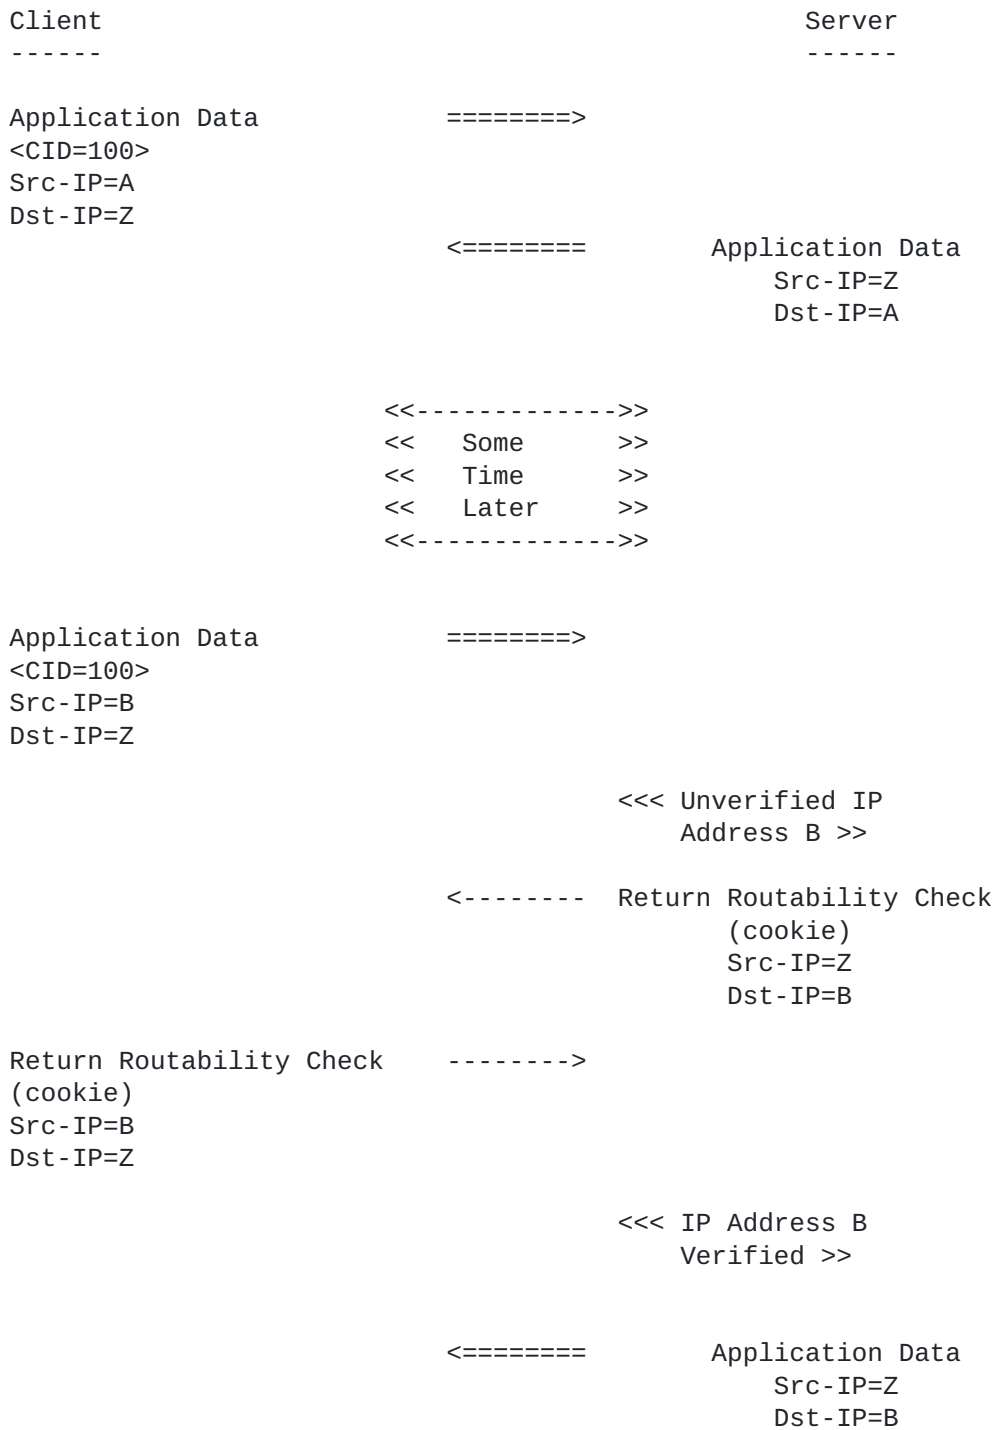 Client                                             Server
------                                             ------

Application Data            ========>
<CID=100>
Src-IP=A
Dst-IP=Z
                            <========        Application Data
                                                 Src-IP=Z
                                                 Dst-IP=A


                        <<------------->>
                        <<   Some      >>
                        <<   Time      >>
                        <<   Later     >>
                        <<------------->>


Application Data            ========>
<CID=100>
Src-IP=B
Dst-IP=Z

                                       <<< Unverified IP
                                           Address B >>

                            <--------  Return Routability Check
                                              (cookie)
                                              Src-IP=Z
                                              Dst-IP=B

Return Routability Check    -------->
(cookie)
Src-IP=B
Dst-IP=Z

                                       <<< IP Address B
                                           Verified >>


                            <========        Application Data
                                                 Src-IP=Z
                                                 Dst-IP=B